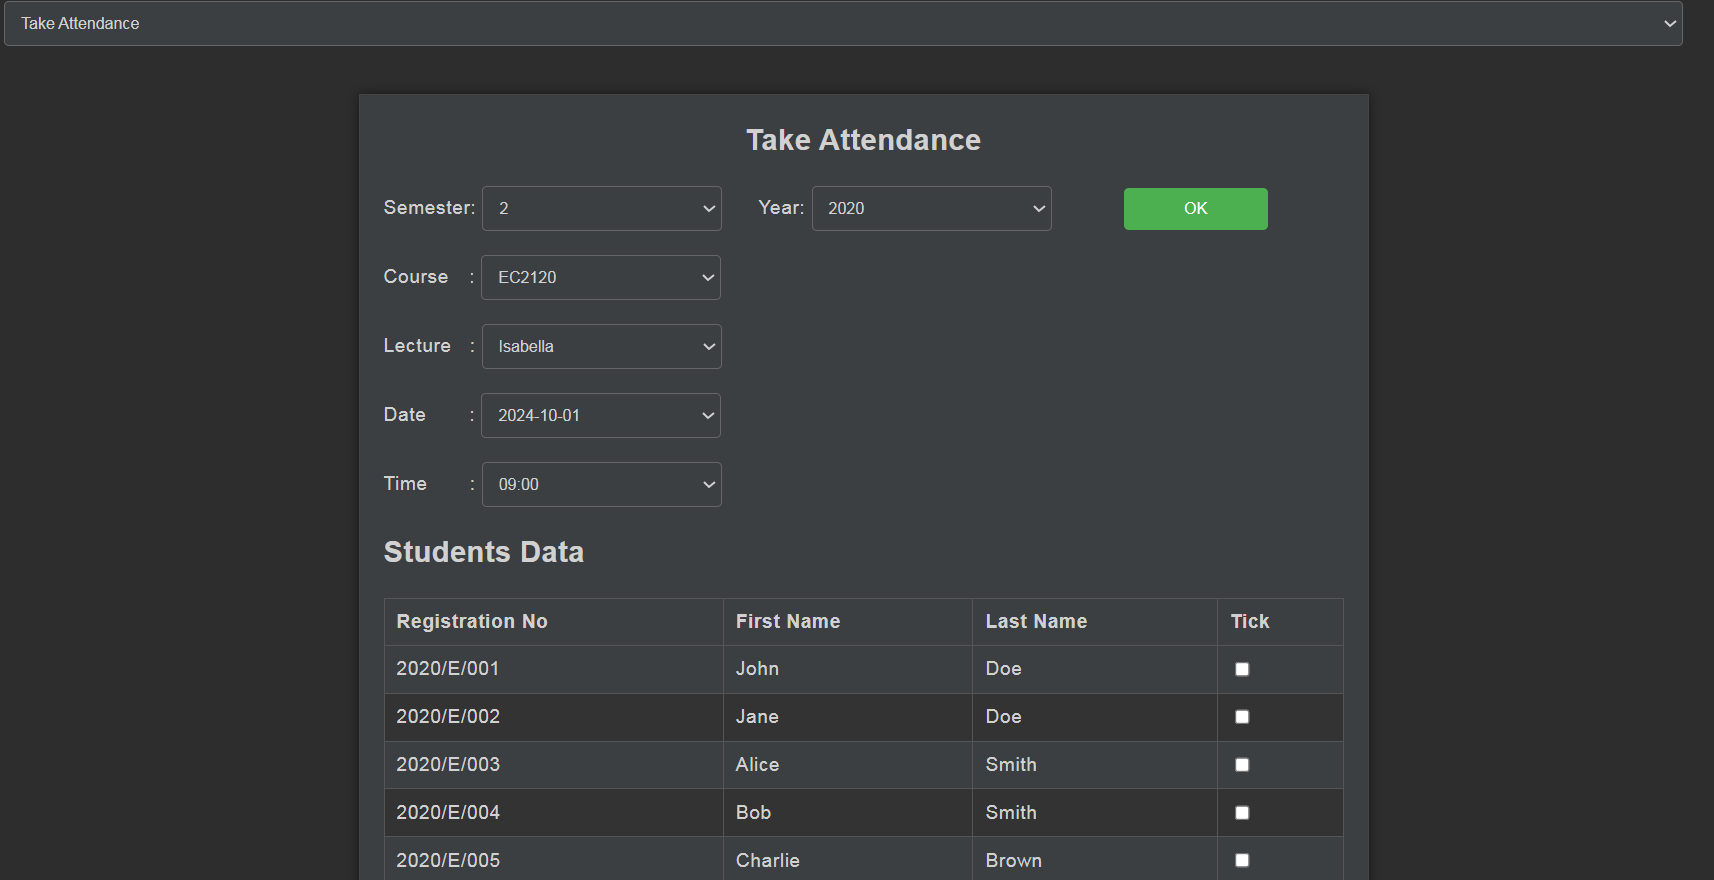 Take Attendance
Take Attendance
Semester: 2 Year: 2020 OK
Course : EC2120
Lecture : Isabella
Date : 2024-10-01
Time : 09:00
Students Data
Registration No First Name Last Name Tick
2020/E/001 John Doe
2020/E/002 Jane Doe
2020/E/003 Alice Smith
2020/E/004 Bob Smith
2020/E/005 Charlie Brown